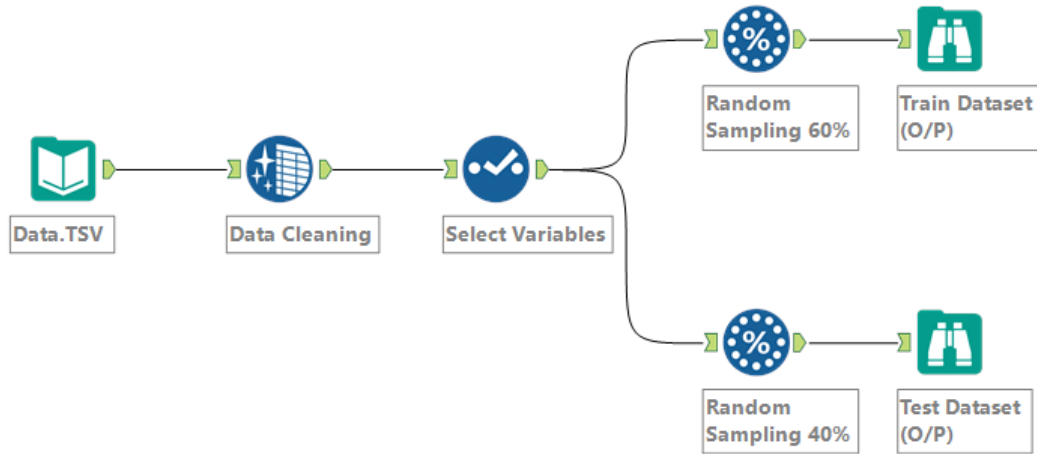 %
Random
Sampling 60%
Train Dataset
(O/P)
Data.TSV
Data Cleaning
Select Variables
%
Random
Sampling 40%
Test Dataset
(O/P)